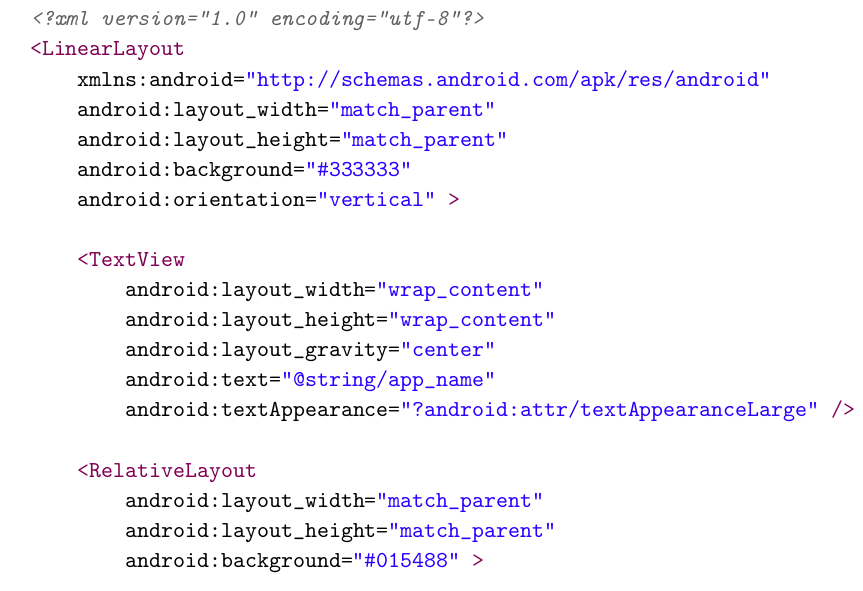 <?xml version="1.0" encoding="utf-8"?>
<LinearLayout
    xmlns:android="http://schemas.android.com/apk/res/android"
    android:layout_width="match_parent"
    android:layout_height="match_parent"
    android:background="#333333"
    android:orientation="vertical" >

    <TextView
        android:layout_width="wrap_content"
        android:layout_height="wrap_content"
        android:layout_gravity="center"
        android:text="@string/app_name"
        android:textAppearance="?android:attr/textAppearanceLarge" />

    <RelativeLayout
        android:layout_width="match_parent"
        android:layout_height="match_parent"
        android:background="#015488" >